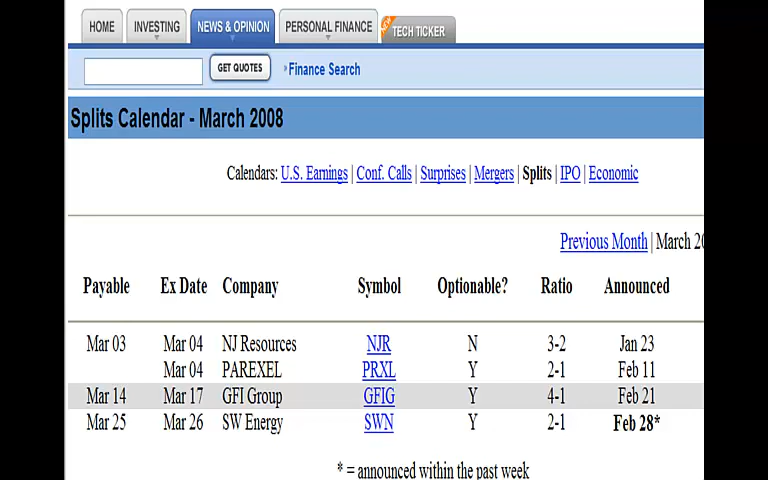 HOME INVESTING NEWS & OPINION PERSONAL FINANCE NEW TECH TICKER
GET QUOTES Finance Search
Splits Calendar - March 2008
Calendars: U.S. Earnings | Conf. Calls | Surprises | Mergers | Splits | IPO | Economic
Previous Month | March 20
Payable Ex Date Company Symbol Optionable? Ratio Announced
Mar 03 Mar 04 NJ Resources NJR N 3-2 Jan 23
Mar 04 PAREXEL PRXL Y 2-1 Feb 11
Mar 14 Mar 17 GFI Group GFIG Y 4-1 Feb 21
Mar 25 Mar 26 SW Energy SWN Y 2-1 Feb 28*
* = announced within the past week